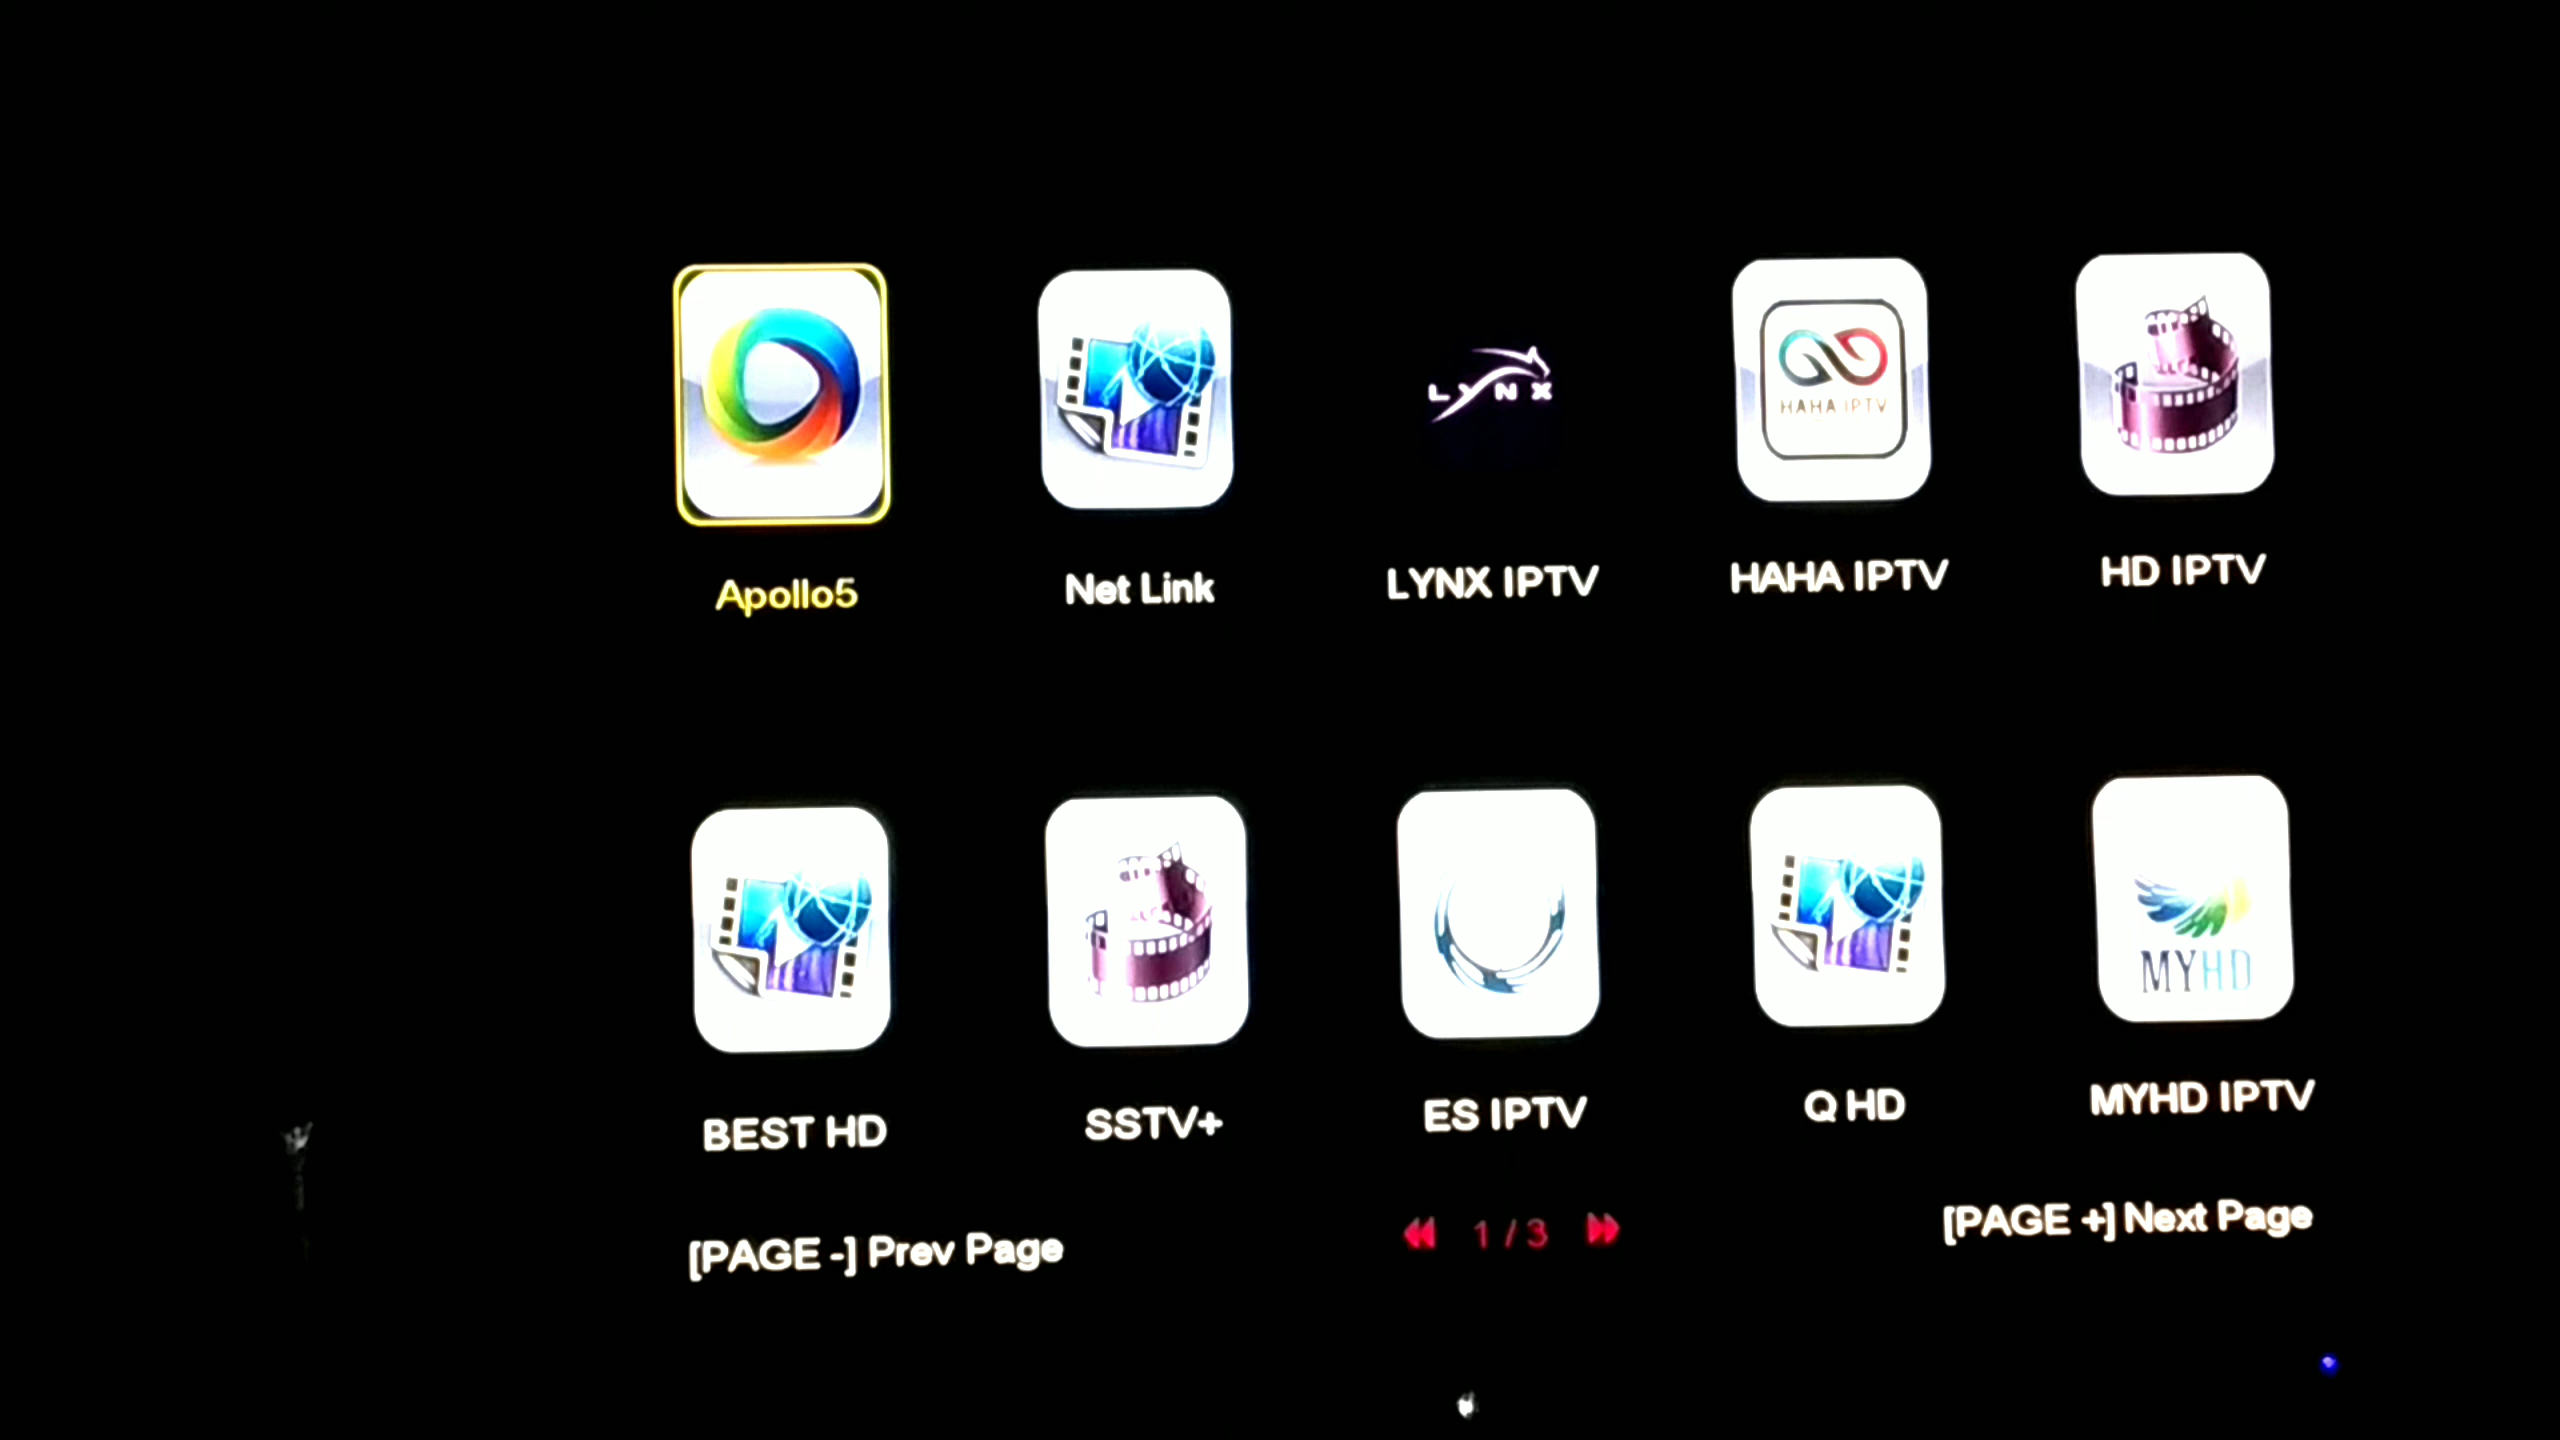 LYNX
HAHA IPTV
Apollo5
Net Link
LYNX IPTV
HAHA IPTV
HD IPTV
MYHD
BEST HD
SSTV+
ES IPTV
Q HD
MYHD IPTV
[PAGE -] Prev Page
1 / 3
[PAGE +] Next Page